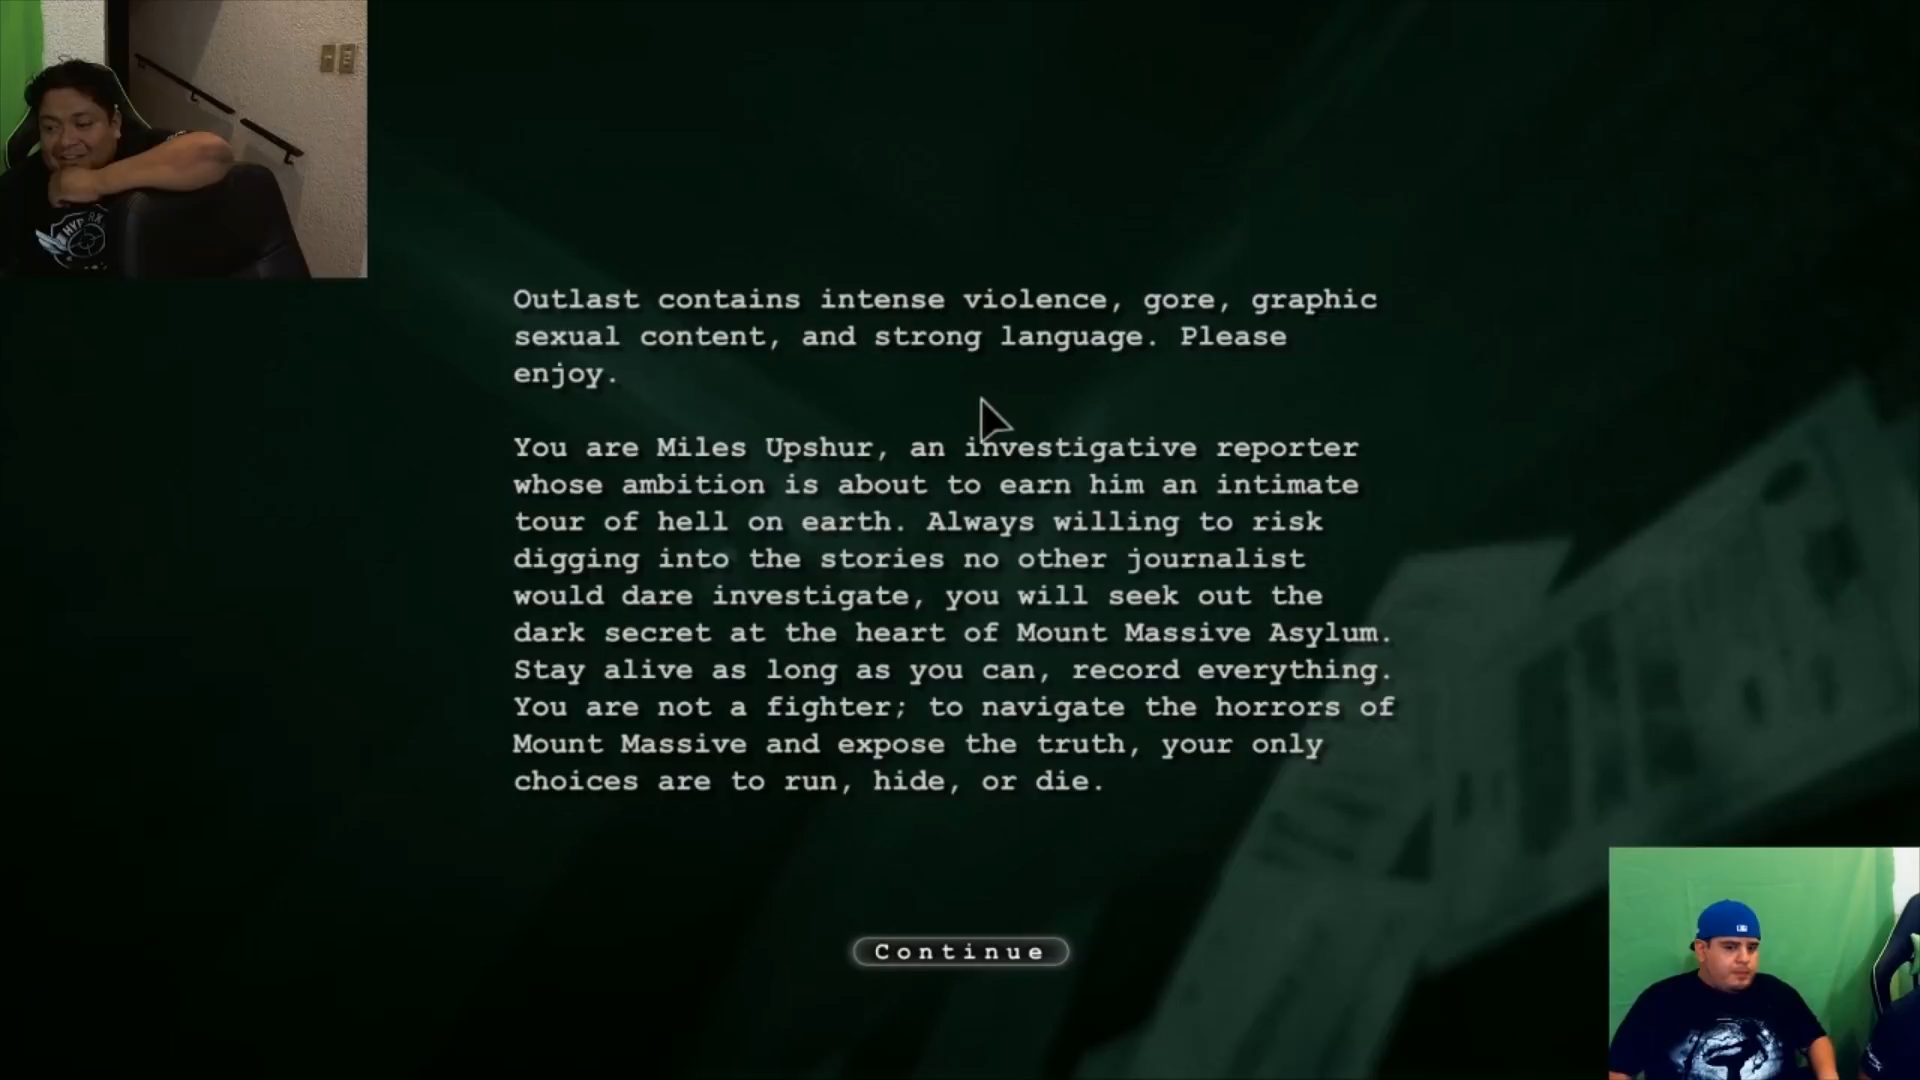 Outlast contains intense violence, gore, graphic
sexual content, and strong language. Please
enjoy.
You are Miles Upshur, an investigative reporter
whose ambition is about to earn him an intimate
tour of hell on earth. Always willing to risk
digging into the stories no other journalist
would dare investigate, you will seek out the
dark secret at the heart of Mount Massive Asylum.
Stay alive as long as you can, record everything.
You are not a fighter; to navigate the horrors of
Mount Massive and expose the truth, your only
choices are to run, hide, or die.
Continue